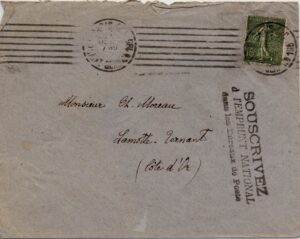 Monsieur Ch. Moreau
Lamotte Ternant
(Côte d'Or)
SOUSCRIVEZ
à l'EMPRUNT NATIONAL
dans les Bureaux de Poste